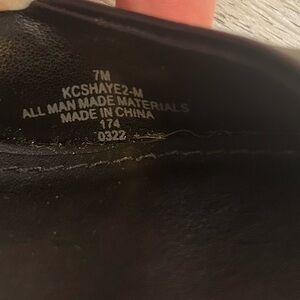 7M
KCSHAYE2-M
ALL MAN MADE MATERIALS
MADE IN CHINA
174
0322